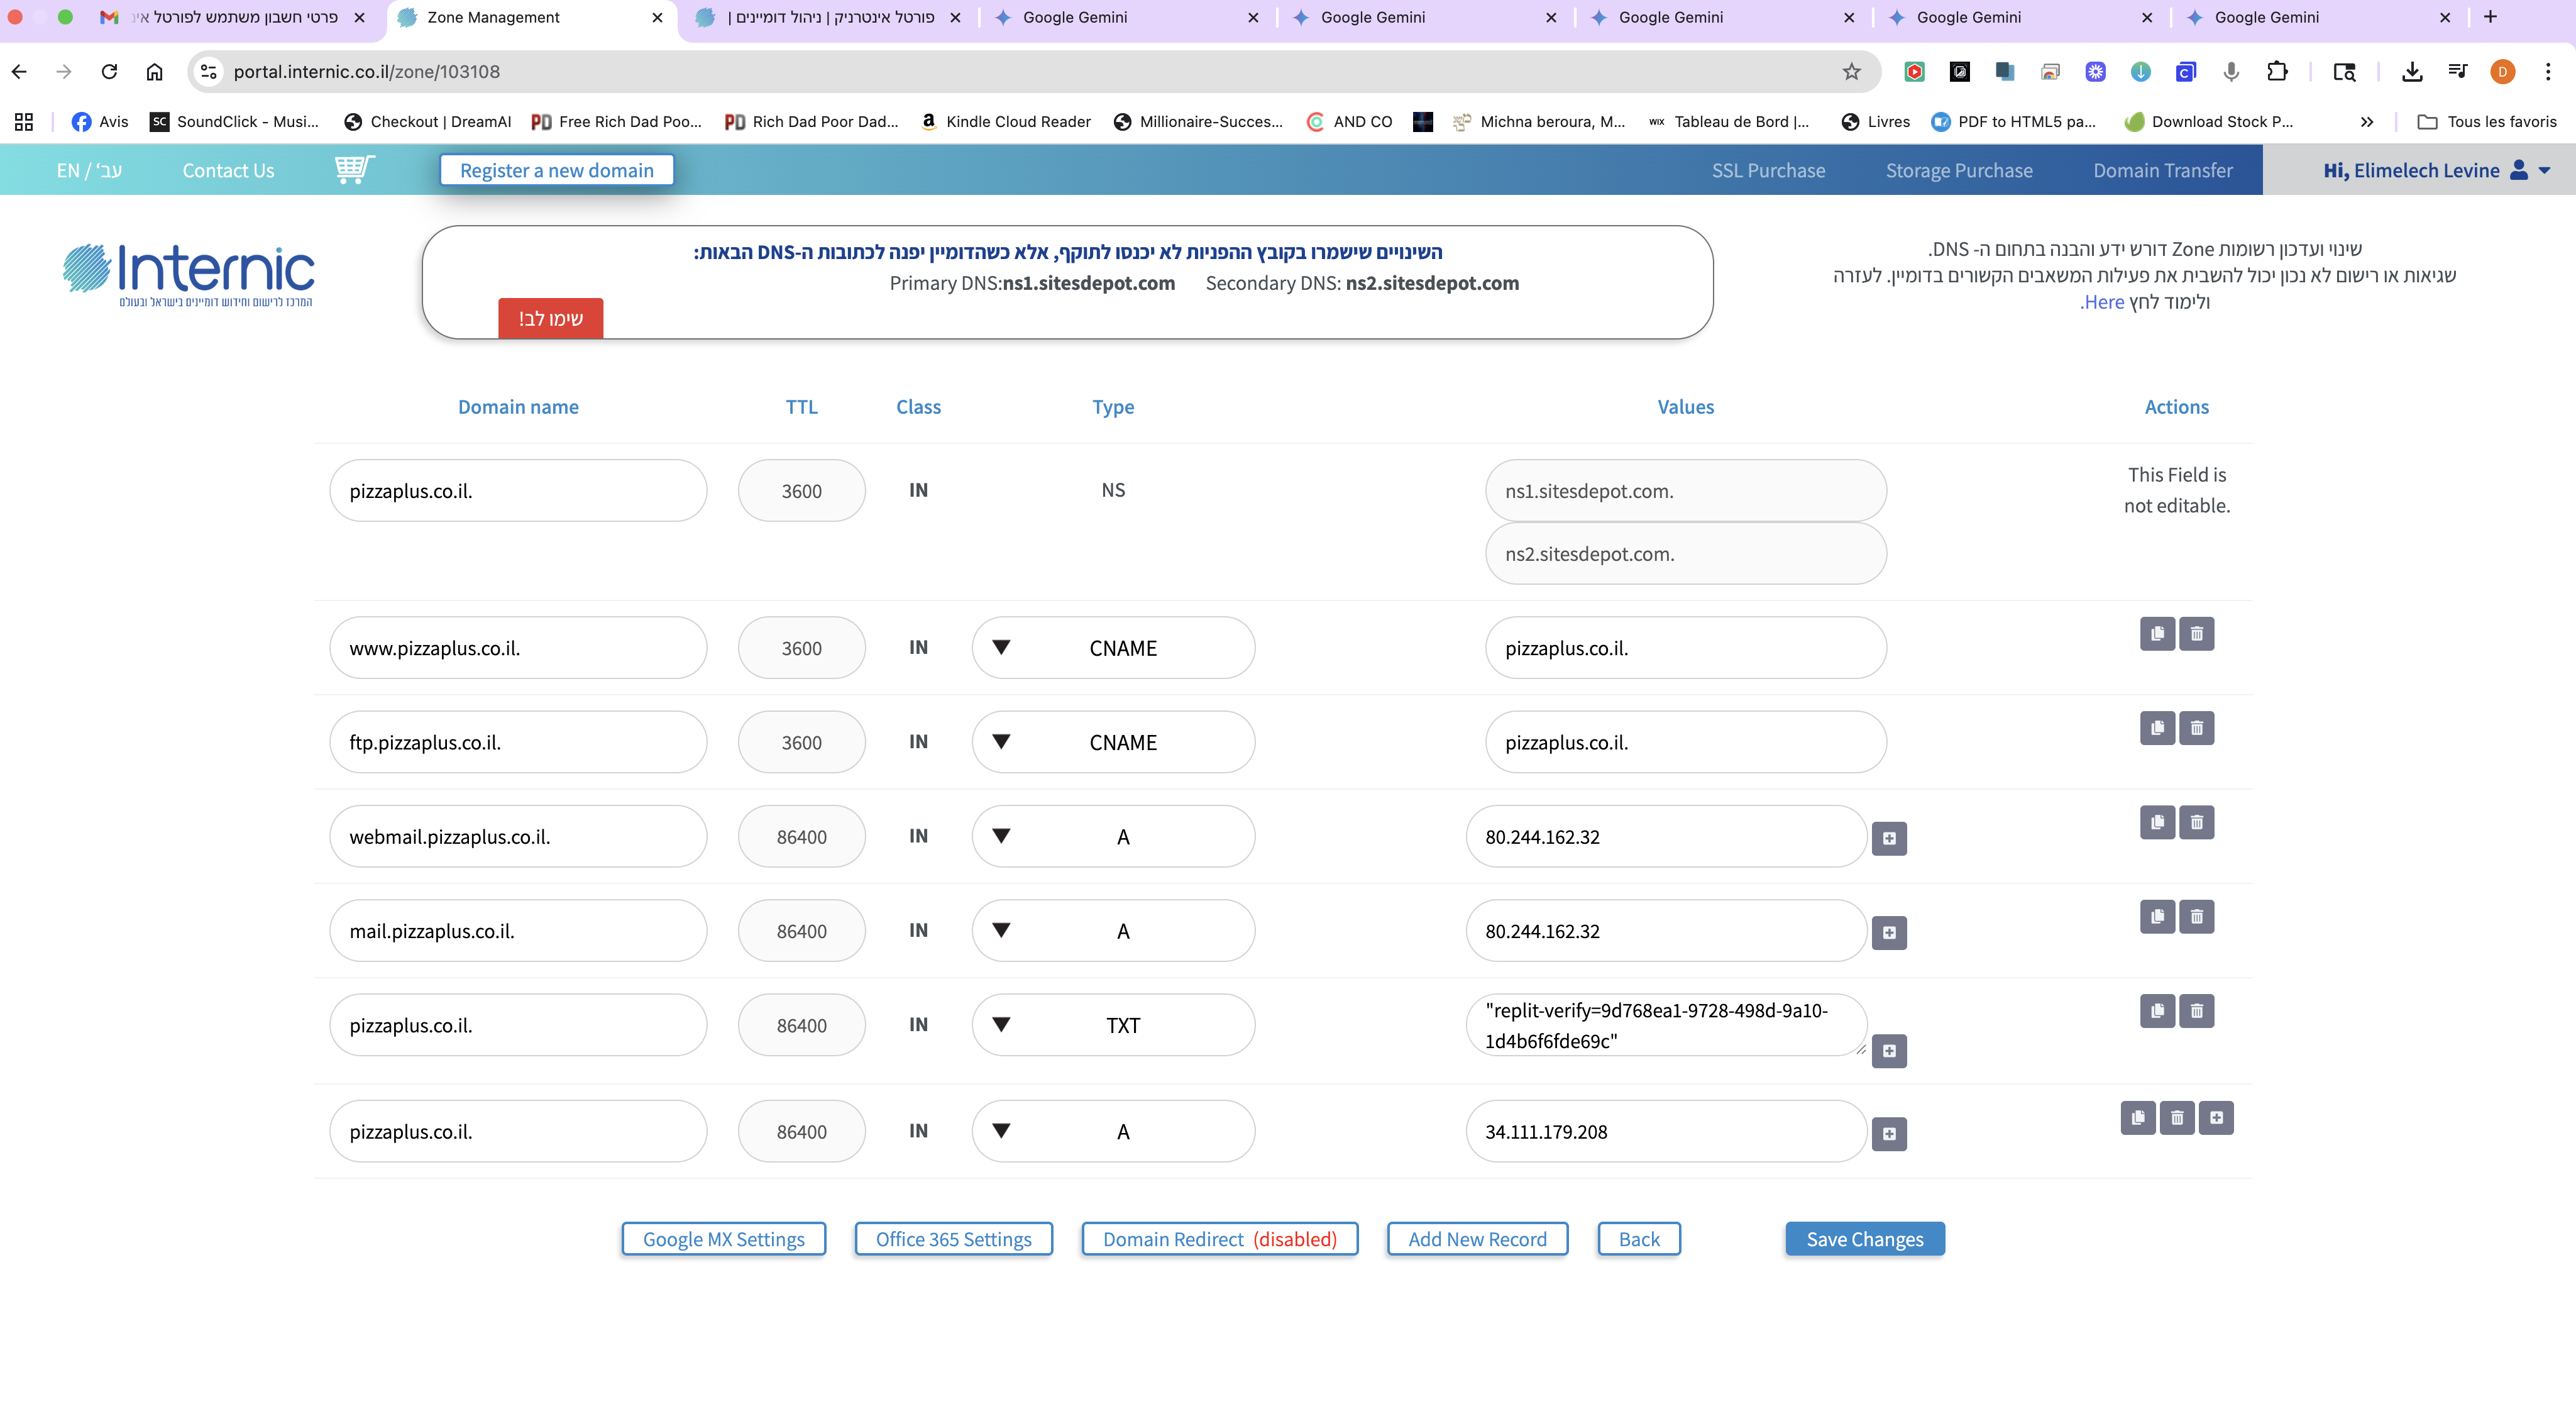 פרטי חשבון משתמש לפורטל אינ
Zone Management
פורטל אינטרניק | ניהול דומיינים |
Google Gemini
Google Gemini
Google Gemini
Google Gemini
Google Gemini
portal.internic.co.il/zone/103108
D
Avis
SC SoundClick - Musi...
Checkout | DreamAI
PD Free Rich Dad Poo...
PD Rich Dad Poor Dad...
a Kindle Cloud Reader
Millionaire-Succes...
AND CO
Michna beroura, M...
WIX Tableau de Bord |...
Livres
PDF to HTML5 pa...
Download Stock P...
Tous les favoris
EN / עב'
Contact Us
Register a new domain
SSL Purchase
Storage Purchase
Domain Transfer
Hi, Elimelech Levine
Internic
המרכז לרישום וחידוש דומיינים בישראל ובעולם
השינויים שישמרו בקובץ ההפניות לא יכנסו לתוקף, אלא כשהדומיין יפנה לכתובות ה-DNS הבאות:
Primary DNS:ns1.sitesdepot.com Secondary DNS: ns2.sitesdepot.com
שימו לב!
שינוי ועדכון רשומות Zone דורש ידע והבנה בתחום ה- DNS.
שגיאות או רישום לא נכון יכול להשבית את פעילות המשאבים הקשורים בדומיין. לעזרה
ולימוד לחץ Here.
Domain name TTL Class Type Values Actions
pizzaplus.co.il. 3600 IN NS ns1.sitesdepot.com. This Field is
not editable.
ns2.sitesdepot.com.
www.pizzaplus.co.il. 3600 IN CNAME pizzaplus.co.il.
ftp.pizzaplus.co.il. 3600 IN CNAME pizzaplus.co.il.
webmail.pizzaplus.co.il. 86400 IN A 80.244.162.32
mail.pizzaplus.co.il. 86400 IN A 80.244.162.32
pizzaplus.co.il. 86400 IN TXT "replit-verify=9d768ea1-9728-498d-9a10-
1d4b6f6fde69c"
pizzaplus.co.il. 86400 IN A 34.111.179.208
Google MX Settings
Office 365 Settings
Domain Redirect (disabled)
Add New Record
Back
Save Changes